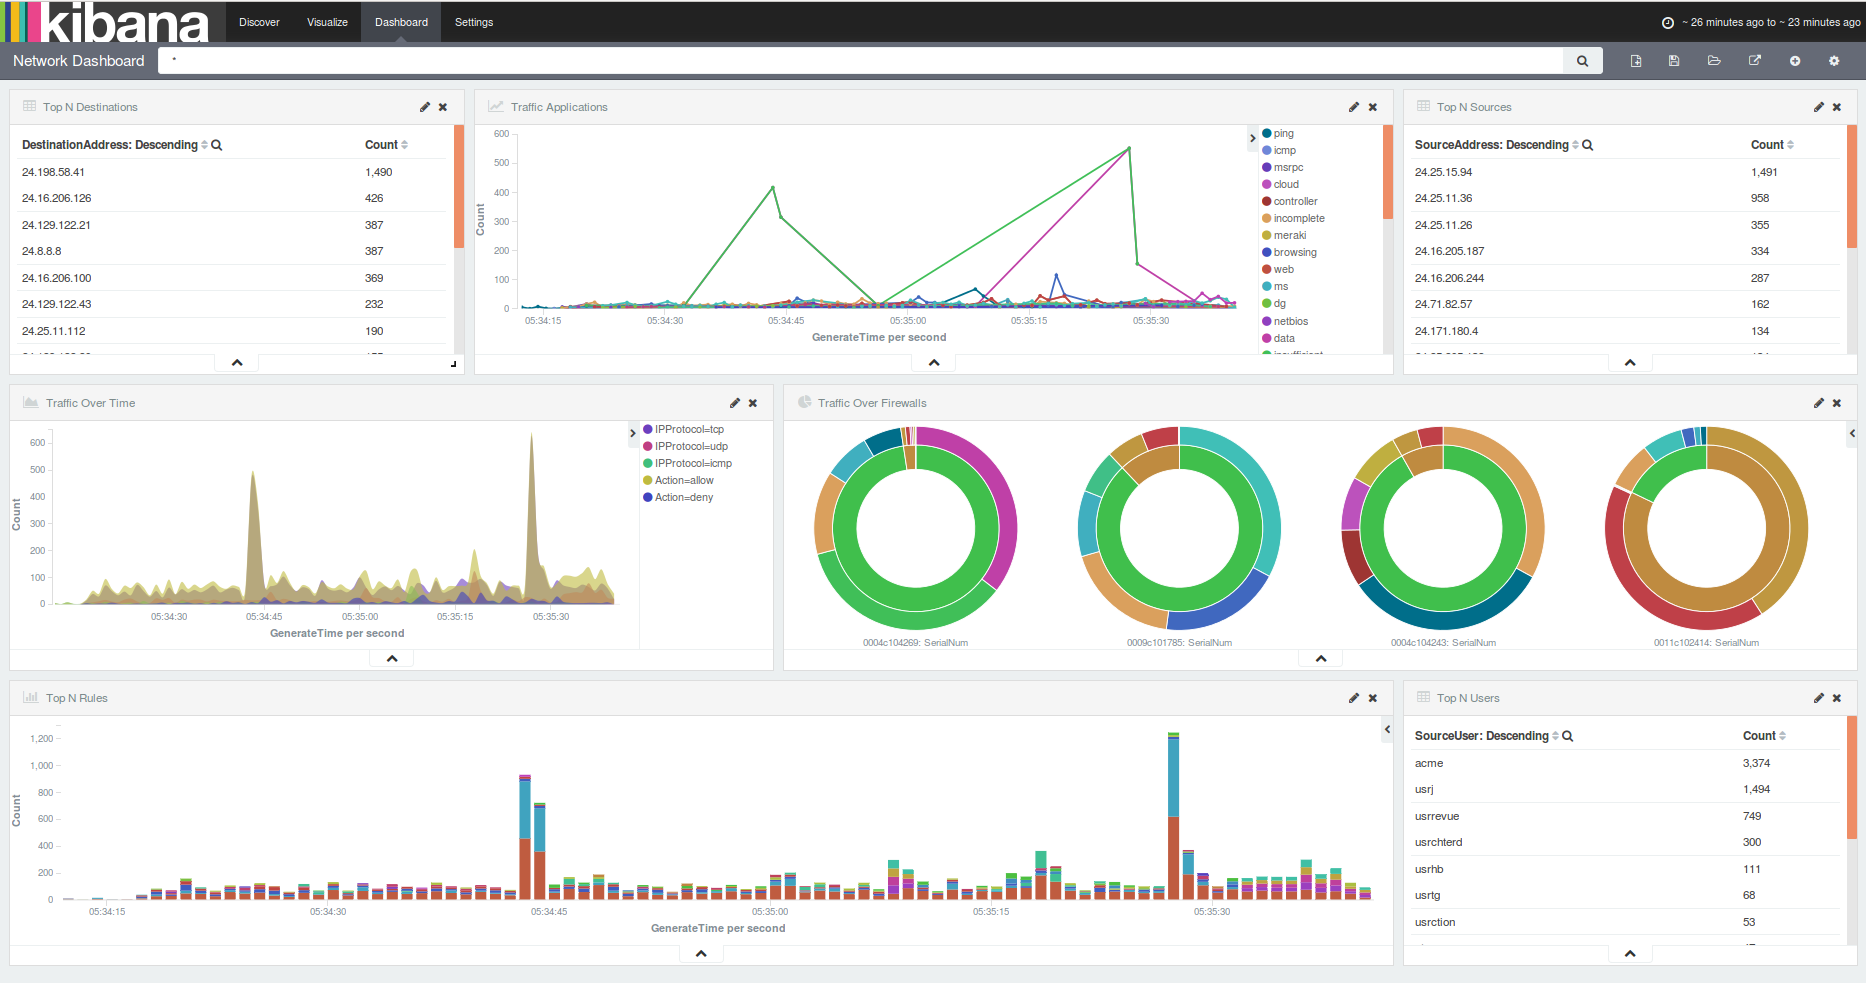 kibana
Discover Visualize Dashboard Settings
~ 26 minutes ago to ~ 23 minutes ago
Network Dashboard *
Top N Destinations
DestinationAddress: Descending Count
24.198.58.41 1,490
24.16.206.126 426
24.129.122.21 387
24.8.8.8 387
24.16.206.100 369
24.129.122.43 232
24.25.11.112 190
Traffic Applications
600
500
400
300
200
100
0
Count
05:34:15 05:34:30 05:34:45 05:35:00 05:35:15 05:35:30
GenerateTime per second
ping
icmp
msrpc
cloud
controller
incomplete
meraki
browsing
web
ms
dg
netbios
data
insufficient
Top N Sources
SourceAddress: Descending Count
24.25.15.94 1,491
24.25.11.36 958
24.25.11.26 355
24.16.205.187 334
24.16.206.244 287
24.71.82.57 162
24.171.180.4 134
Traffic Over Time
600
500
400
300
200
100
0
Count
05:34:30 05:34:45 05:35:00 05:35:15 05:35:30
GenerateTime per second
IPProtocol=tcp
IPProtocol=udp
IPProtocol=icmp
Action=allow
Action=deny
Traffic Over Firewalls
0004c104269: SerialNum 0009c101785: SerialNum 0004c104243: SerialNum 0011c102414: SerialNum
Top N Rules
1,200
1,000
800
600
400
200
0
Count
05:34:15 05:34:30 05:34:45 05:35:00 05:35:15 05:35:30
GenerateTime per second
Top N Users
SourceUser: Descending Count
acme 3,374
usrj 1,494
usrrevue 749
usrchterd 300
usrhb 111
usrtg 68
usrction 53